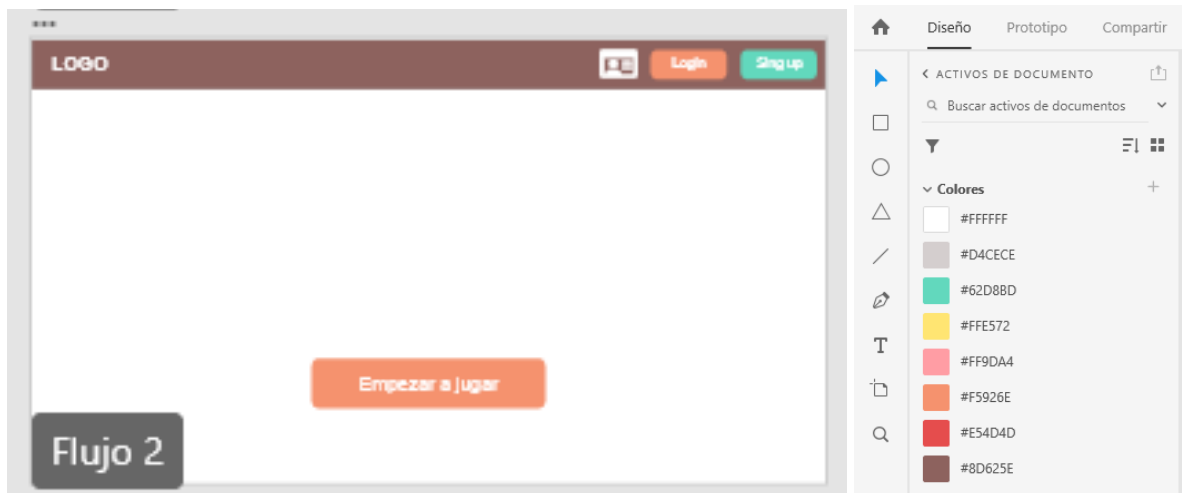 LOGO
Login
Sing up
Empezar a jugar
Flujo 2
Diseño Prototipo Compartir
ACTIVOS DE DOCUMENTO
Buscar activos de documentos
Colores
#FFFFFF
#D4CECE
#62D8BD
#FFE572
#FF9DA4
#F5926E
#E54D4D
#8D625E